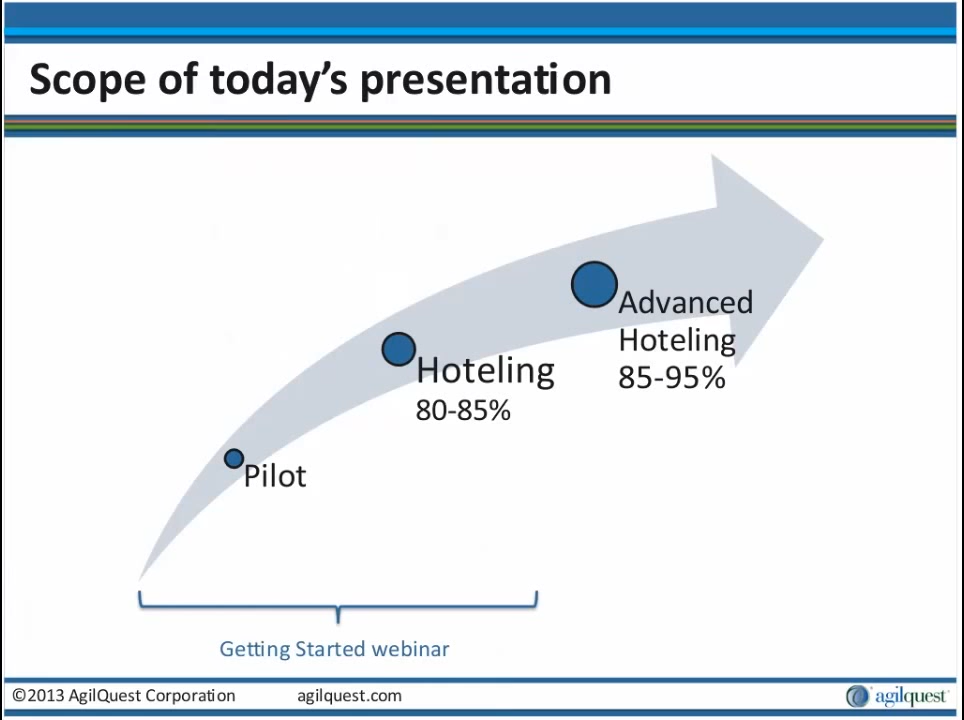 Scope of today's presentation
Advanced
Hoteling
85-95%
Hoteling
80-85%
Pilot
Getting Started webinar
©2013 AgilQuest Corporation agilquest.com agilquest